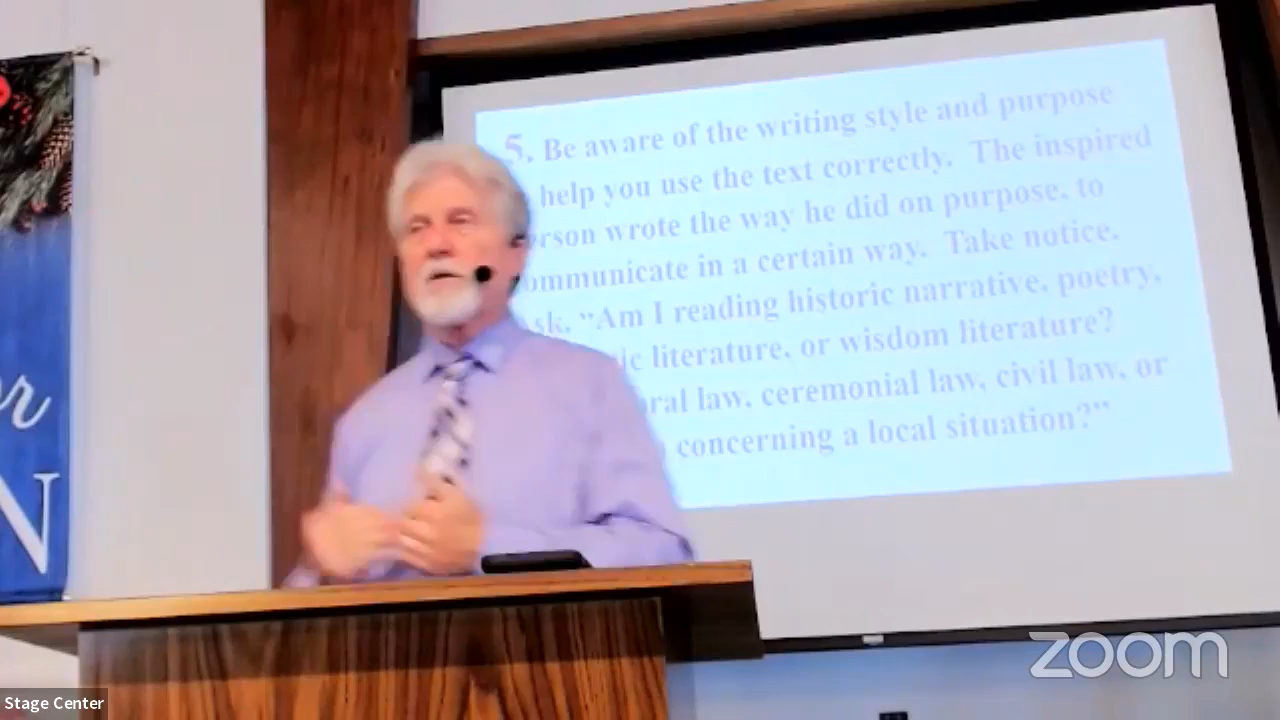 5. Be aware of the writing style and purpose
help you use the text correctly. The inspired
wrote the way he did on purpose, to
in a certain way. Take notice.
"Am I reading historic narrative, poetry,
literature, or wisdom literature?
law, ceremonial law, civil law, or
concerning a local situation?"
or
N
zoom
Stage Center